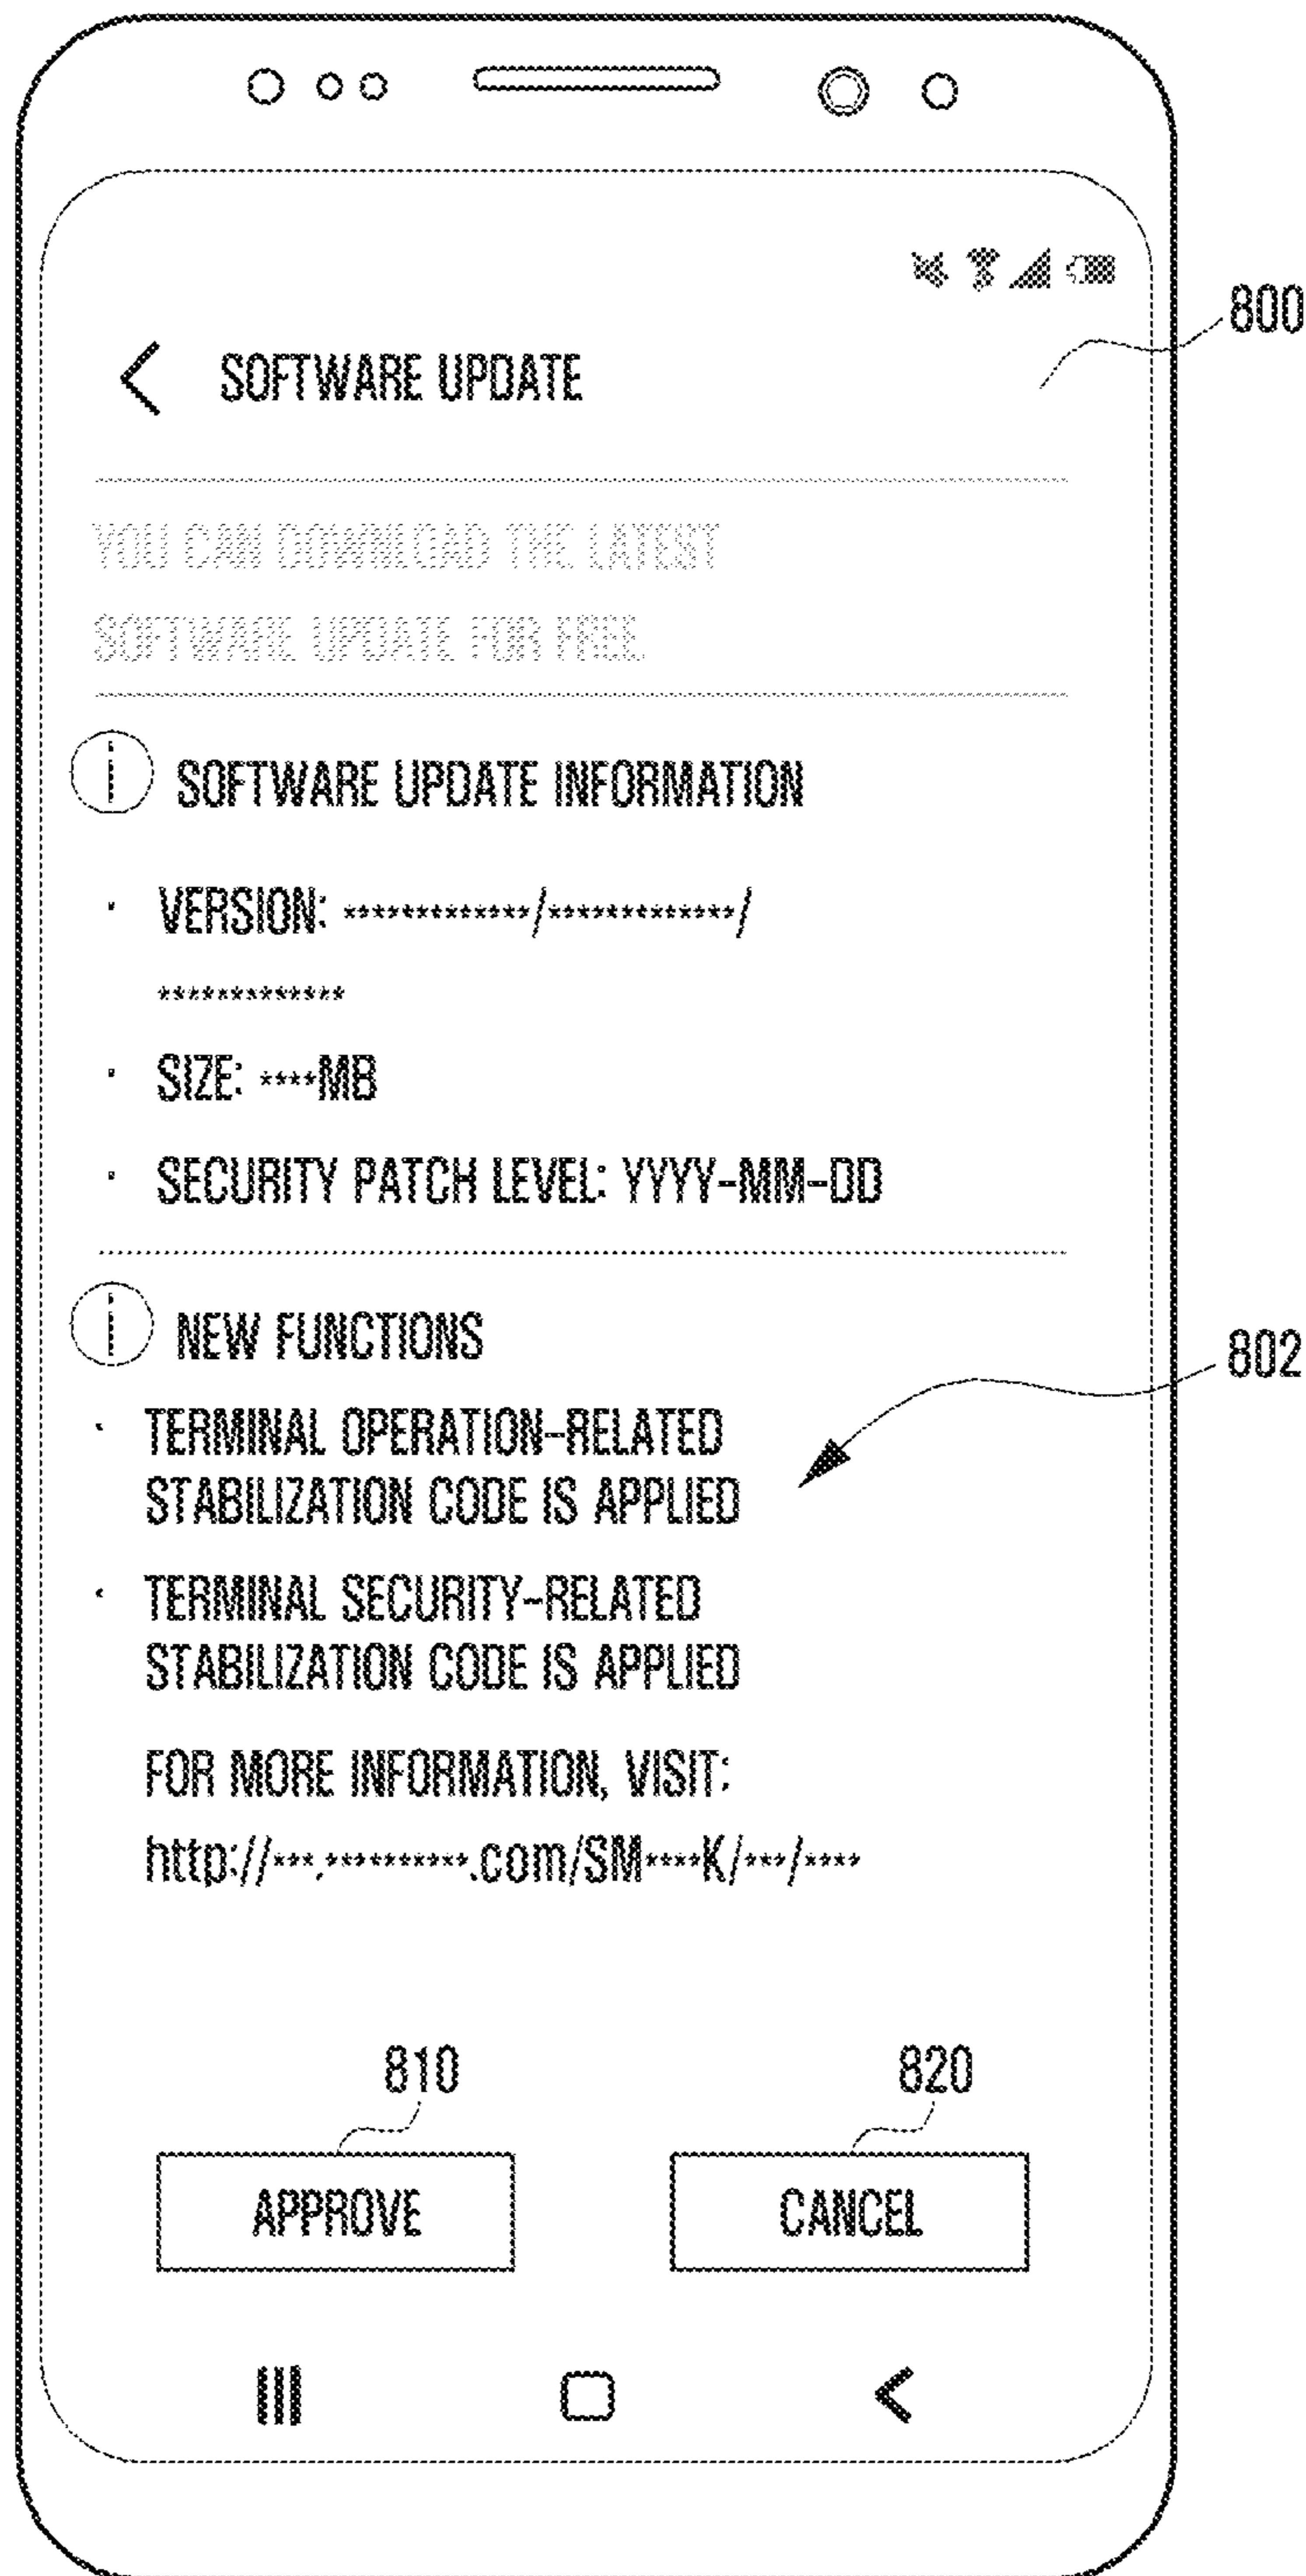 800
SOFTWARE UPDATE
YOU CAN DOWNLOAD THE LATEST
SOFTWARE UPDATE FOR FREE.
SOFTWARE UPDATE INFORMATION
· VERSION: *************/*************/
*************
· SIZE: ****MB
· SECURITY PATCH LEVEL: YYYY-MM-DD
NEW FUNCTIONS
802
· TERMINAL OPERATION-RELATED
STABILIZATION CODE IS APPLIED
· TERMINAL SECURITY-RELATED
STABILIZATION CODE IS APPLIED
FOR MORE INFORMATION, VISIT:
http://***.**********.com/SM****K/***/****
810
820
APPROVE
CANCEL